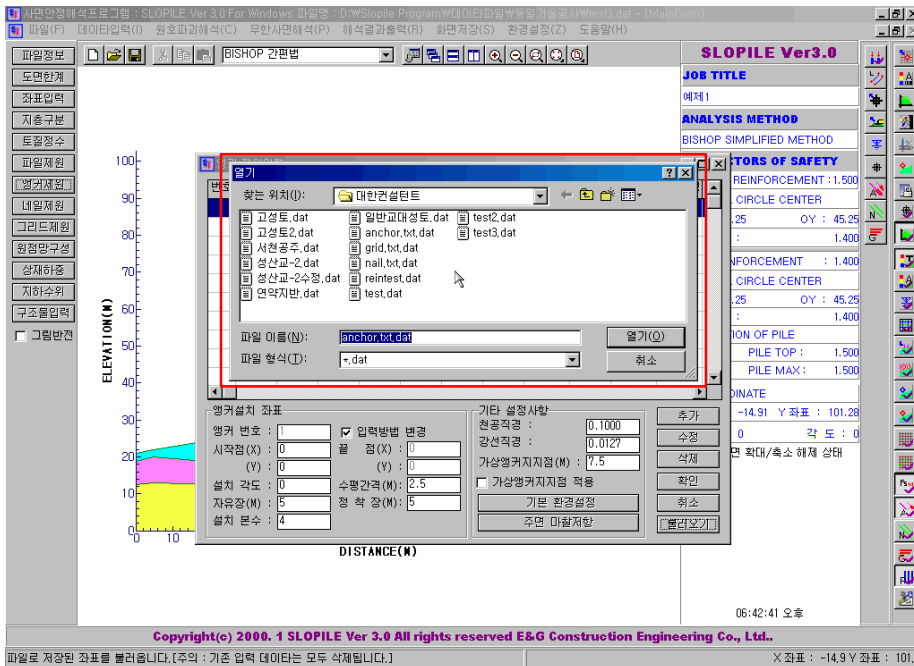 사면안정해석프로그램 : SLOPILE Ver 3,0 For Windows 파일명 : D:₩Slopile Program₩데이타파일₩동일기술공사₩test3.dat - [MainForm]
파일(F) 데이타입력(I) 원호파괴해석(C) 무한사면해석(P) 해석결과출력(R) 화면저장(S) 환경설정(Z) 도움말(H)
파일정보
도면한계
좌표입력
지층구분
토질정수
파일제원
앵커제원
네일제원
그리드제원
원점망구성
상재하중
지하수위
구조물입력
그림반전
BISHOP 간편법
100
90
80
70
60
50
40
30
20
10
0
0 10
ELEVATION(M)
DISTANCE(M)
열기
찾는 위치(I): 대한컨설턴트
고성토,dat 일반교대성토,dat test2,dat
고성토2,dat anchor,txt,dat test3,dat
서천공주,dat grid,txt,dat
성산교-2,dat nail,txt,dat
성산교-2수정,dat reintest,dat
연약지반,dat test,dat
파일 이름(N): anchor,txt,dat 열기(O)
파일 형식(T): *,dat 취소
앵커설치 좌표
앵커 번호 : 1 입력방법 변경
시작점(X) : 0 끝 점(X) : 0
(Y) : 0 (Y) : 0
설치 각도 : 0 수평간격(M): 2.5
자유장(M) : 5 정 착 장(M): 5
설치 본수 : 4
기타 설정사항
천공직경 : 0.1000
강선직경 : 0.0127
가상앵커지지점(M) : 7.5
가상앵커지지점 적용
기본 환경설정
주면 마찰저항
추가
수정
삭제
확인
취소
불러오기
SLOPILE Ver3.0
JOB TITLE
예제1
ANALYSIS METHOD
BISHOP SIMPLIFIED METHOD
TORS OF SAFETY
REINFORCEMENT : 1.500
CIRCLE CENTER
.25 OY : 45.25
: 1.400
NFORCEMENT : 1.400
CIRCLE CENTER
.25 OY : 45.25
: 1.400
ION OF PILE
PILE TOP : 1.500
PILE MAX : 1.500
DINATE
-14.91 Y 좌표 : 101.28
0 각 도 : 0
면 확대/축소 해제 상태
06:42:41 오후
Copyright(c) 2000. 1 SLOPILE Ver 3.0 All rights reserved E&G Construction Engineering Co., Ltd..
파일로 저장된 좌표를 불러옵니다.[주의 : 기존 입력 데이타는 모두 삭제됩니다.] X 좌표 : -14,9 Y 좌표 : 101,